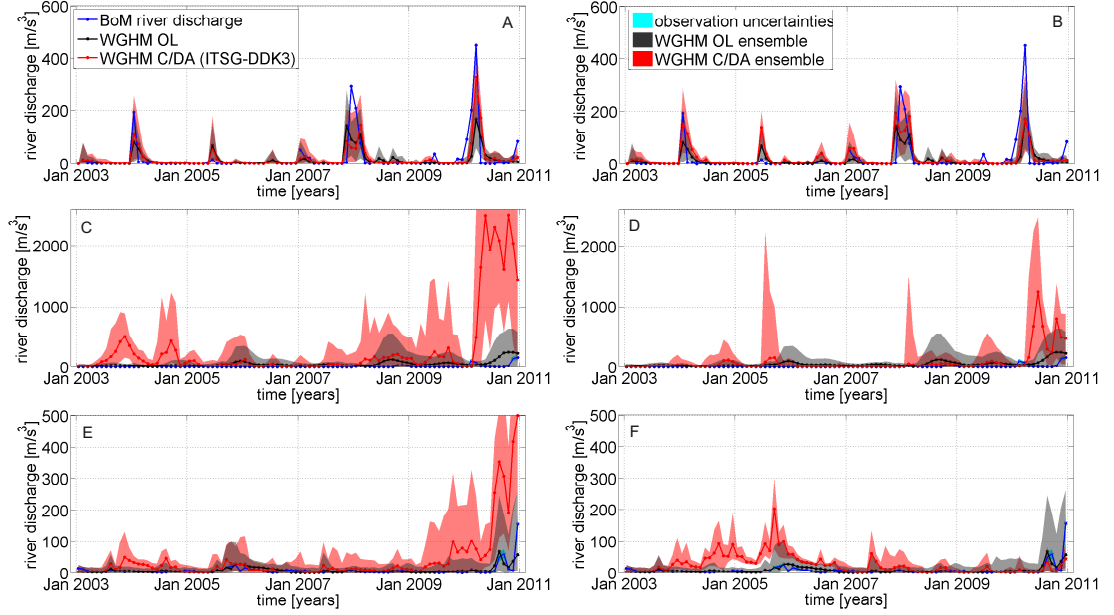 BoM river discharge
WGHM OL
WGHM C/DA (ITSG-DDK3)
A
river discharge [m/s³]
600
400
200
0
Jan 2003 Jan 2005 Jan 2007 Jan 2009 Jan 2011
time [years]
observation uncertainties
WGHM OL ensemble
WGHM C/DA ensemble
B
river discharge [m/s³]
600
400
200
0
Jan 2003 Jan 2005 Jan 2007 Jan 2009 Jan 2011
time [years]
C
river discharge [m/s³]
2000
1000
0
Jan 2003 Jan 2005 Jan 2007 Jan 2009 Jan 2011
time [years]
D
river discharge [m/s³]
2000
1000
0
Jan 2003 Jan 2005 Jan 2007 Jan 2009 Jan 2011
time [years]
E
river discharge [m/s³]
500
400
300
200
100
0
Jan 2003 Jan 2005 Jan 2007 Jan 2009 Jan 2011
time [years]
F
river discharge [m/s³]
500
400
300
200
100
0
Jan 2003 Jan 2005 Jan 2007 Jan 2009 Jan 2011
time [years]